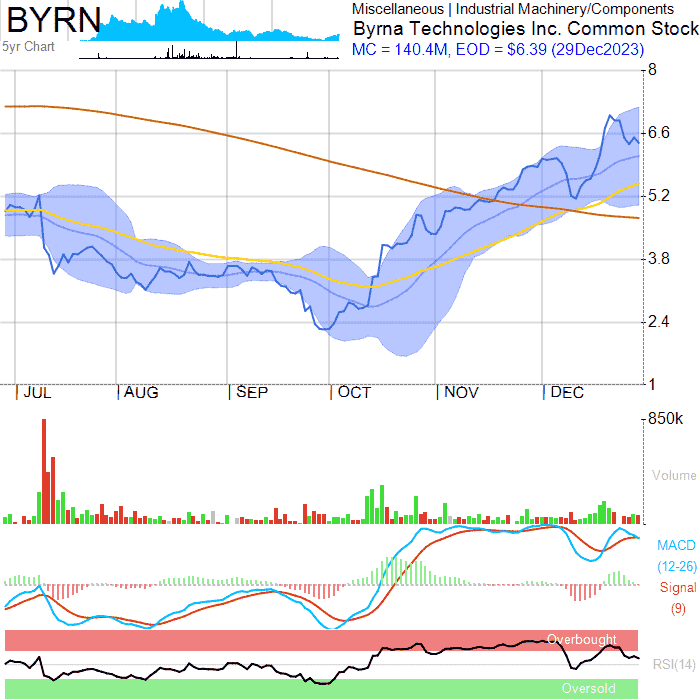 BYRN
5yr Chart
Miscellaneous | Industrial Machinery/Components
Byrna Technologies Inc. Common Stock
MC = 140.4M, EOD = $6.39 (29Dec2023)
8
6.6
5.2
3.8
2.4
1
JUL AUG SEP OCT NOV DEC
850k
Volume
MACD
(12-26)
Signal
(9)
Overbought
RSI(14)
Oversold